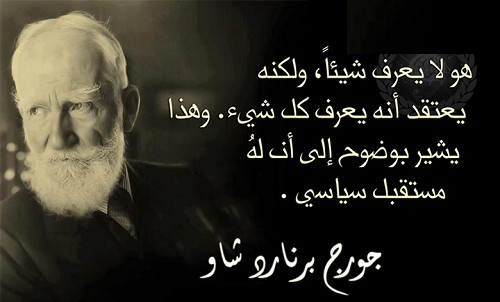 هو لا يعرف شيئاً، ولكنه
يعتقد أنه يعرف كل شيء. وهذا
يشير بوضوح إلى أن لهُ
مستقبل سياسي .
جورج برنارد شاو